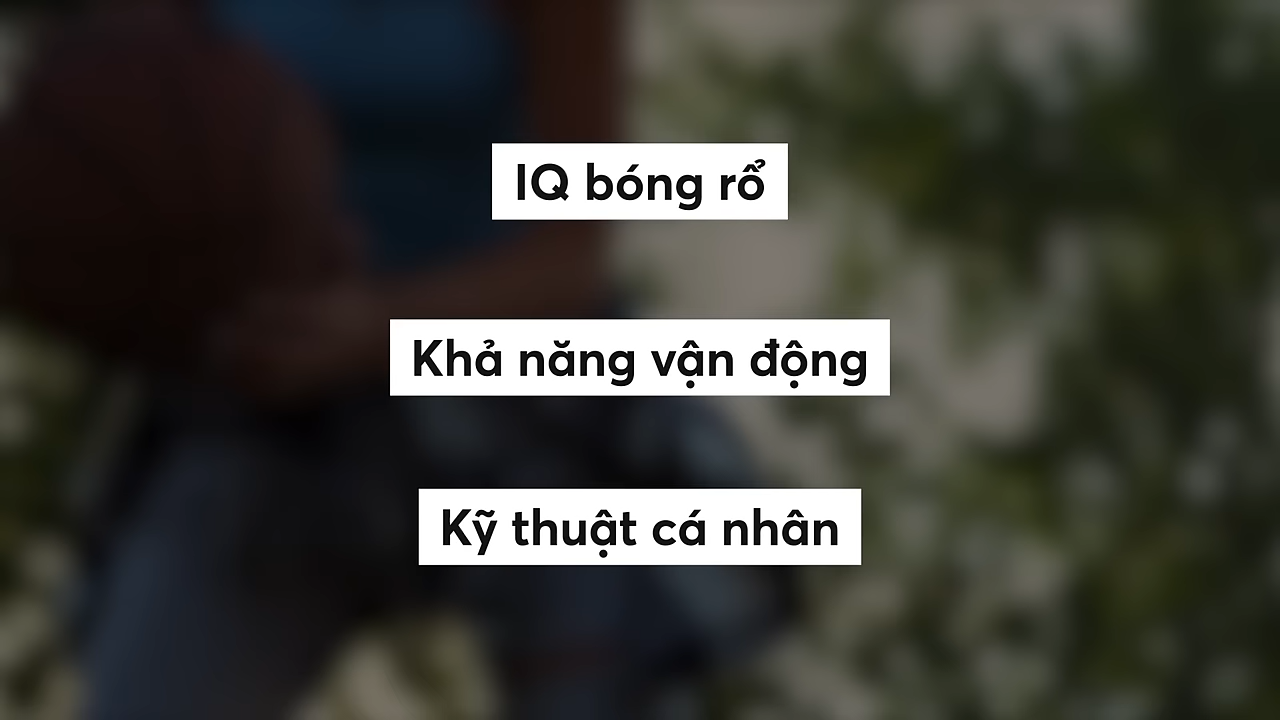 IQ bóng rổ
Khả năng vận động
Kỹ thuật cá nhân